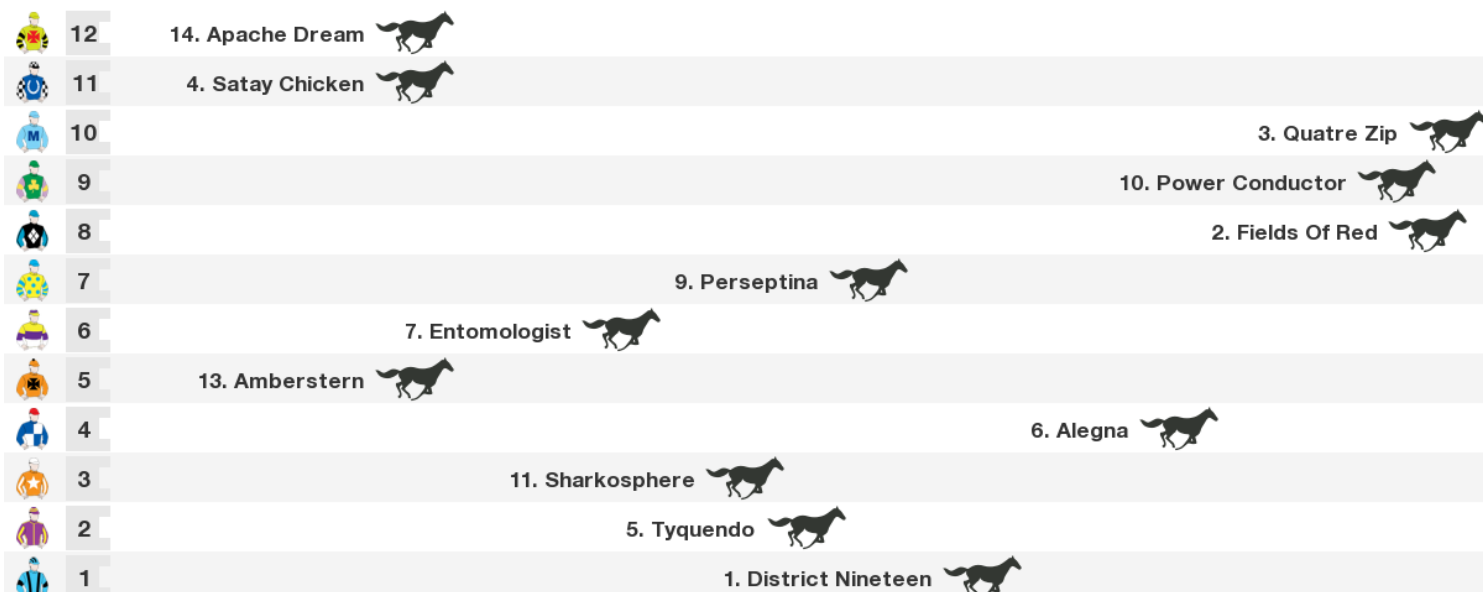 12 14. Apache Dream
11 4. Satay Chicken
M 10 3. Quatre Zip
9 10. Power Conductor
8 2. Fields Of Red
7 9. Perseptina
6 7. Entomologist
5 13. Amberstern
4 6. Alegna
3 11. Sharkosphere
2 5. Tyquendo
1 1. District Nineteen